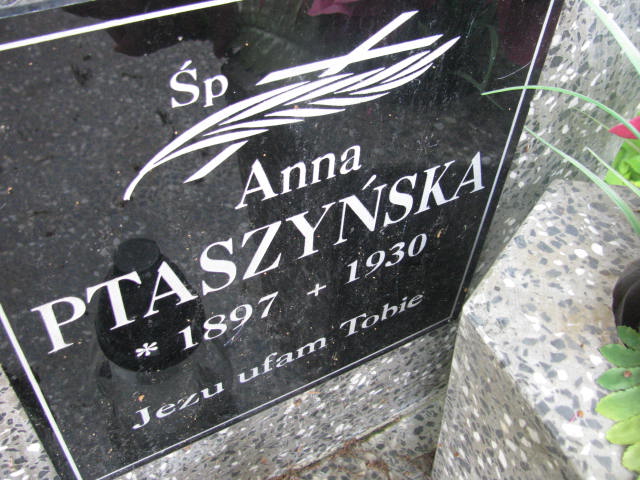 Śp
Anna
PTASZYŃSKA
* 1897 + 1930
Jezu ufam Tobie